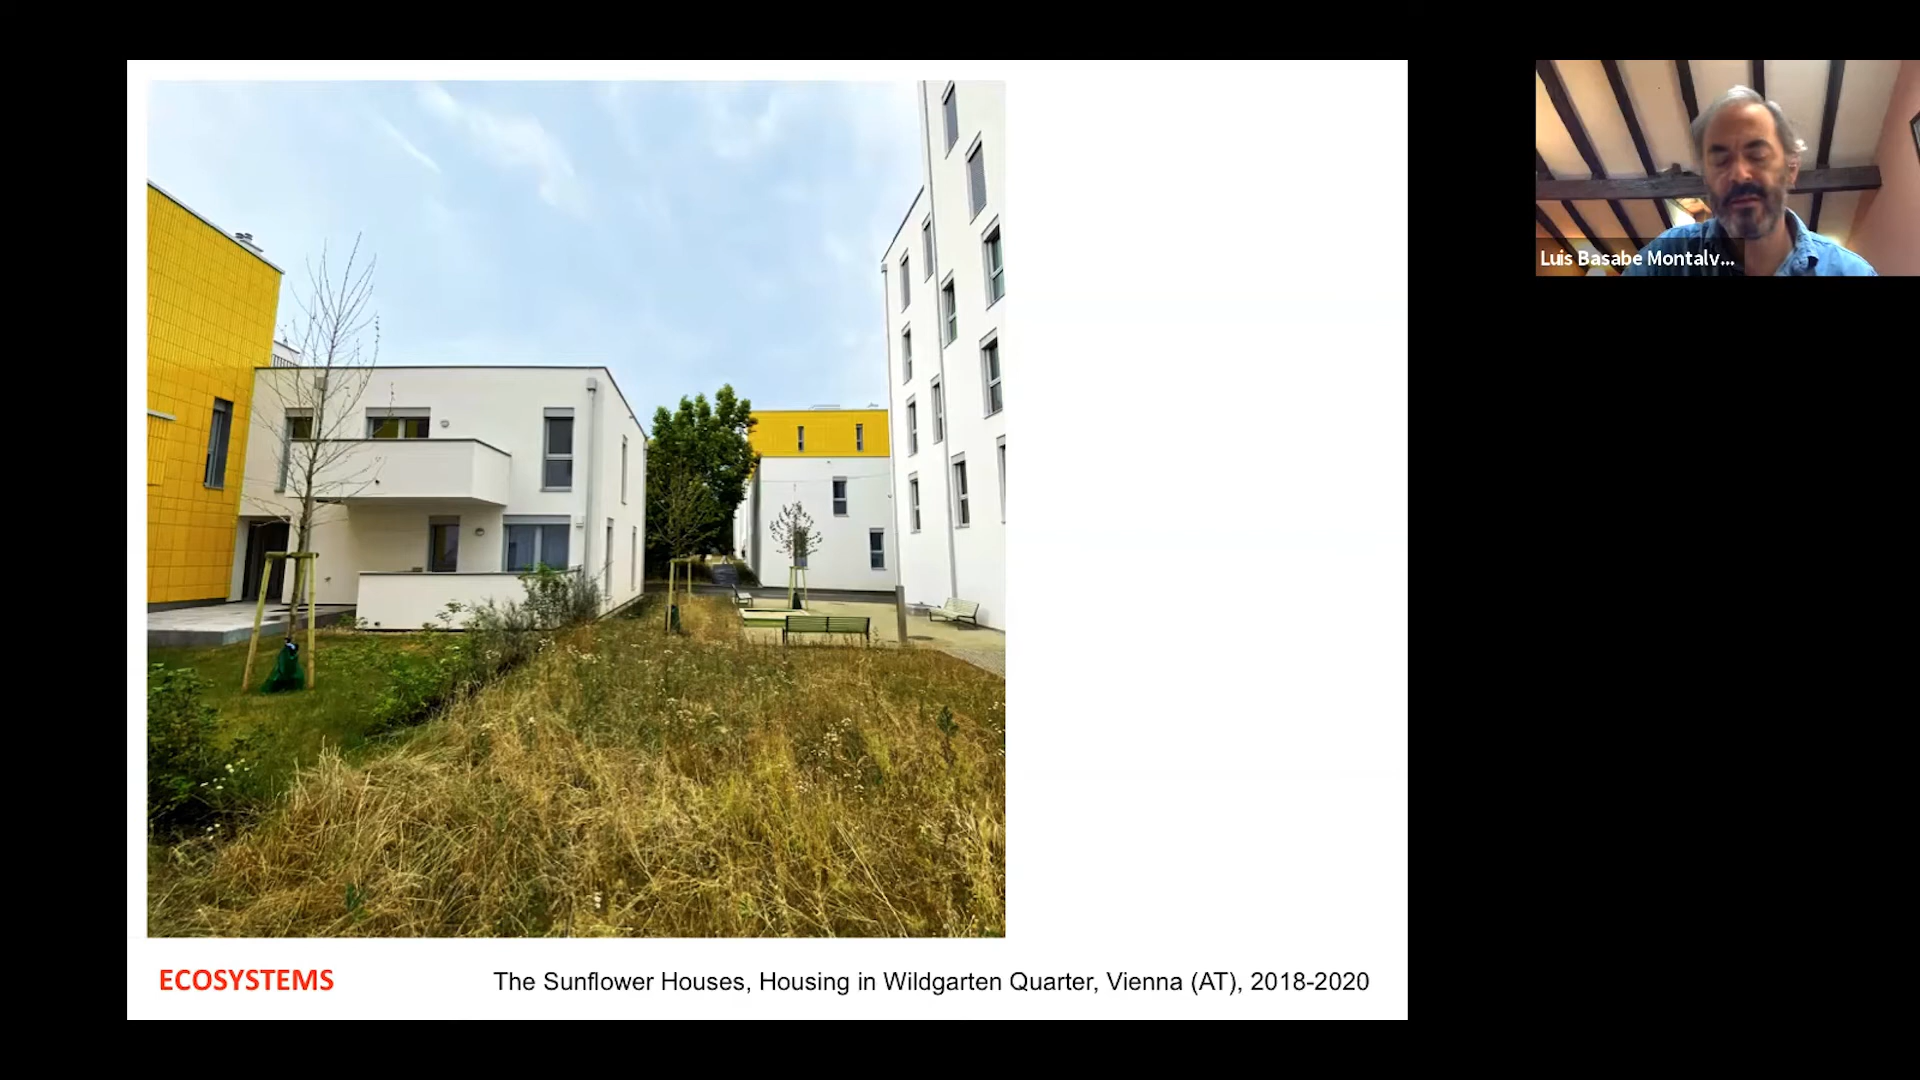 Luis Basabe Montalv...
ECOSYSTEMS
The Sunflower Houses, Housing in Wildgarten Quarter, Vienna (AT), 2018-2020